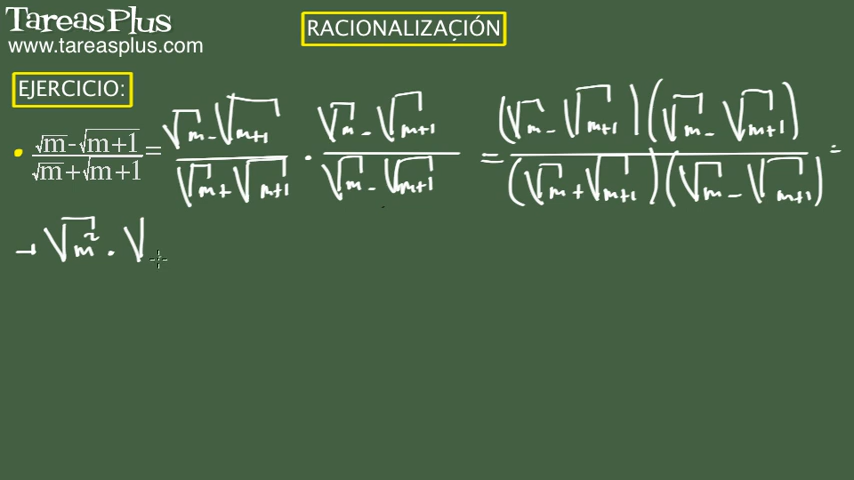 TareasPlus
www.tareasplus.com
RACIONALIZACIÓN
EJERCICIO:
• (√m - √(m+1))/(√m + √(m+1)) = (√m - √(m+1))/(√m + √(m+1)) · (√m - √(m+1))/(√m - √(m+1)) = ((√m - √(m+1))(√m - √(m+1)))/((√m + √(m+1))(√m - √(m+1))) =
→ √m² · √